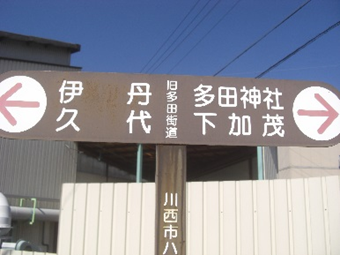 伊丹
久代
旧多田街道
多田神社
下加茂
川西市八